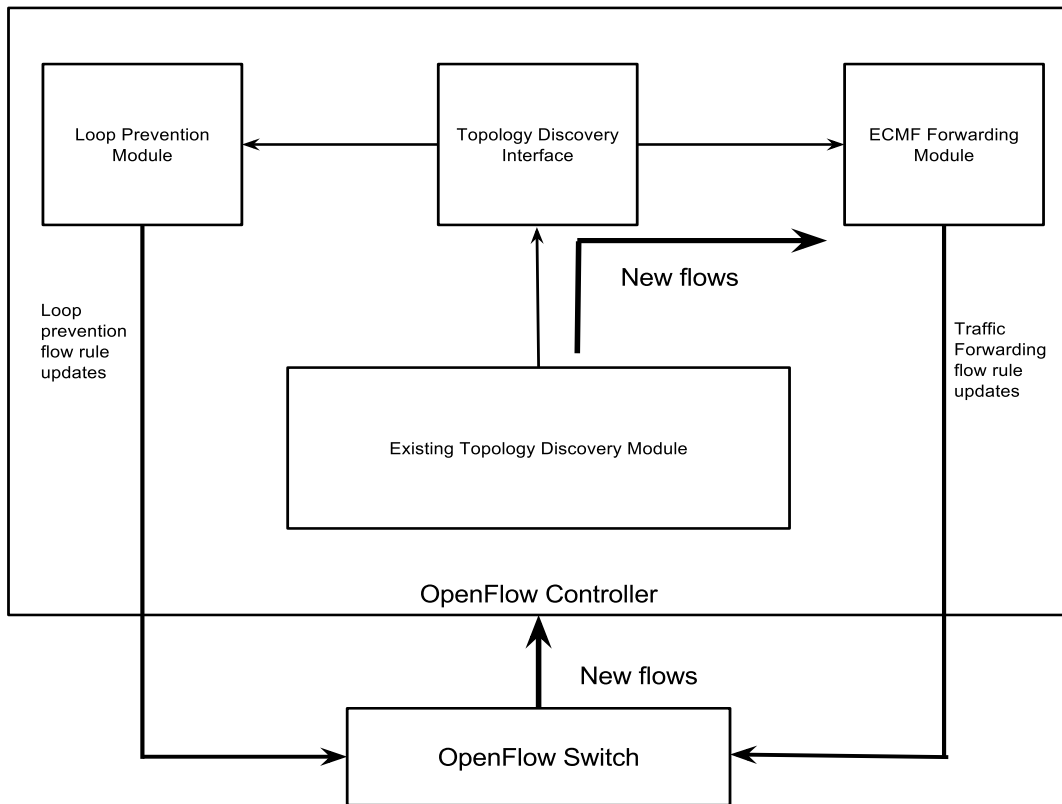 Loop Prevention
Module
Topology Discovery
Interface
ECMF Forwarding
Module
New flows
Loop
prevention
flow rule
updates
Traffic
Forwarding
flow rule
updates
Existing Topology Discovery Module
OpenFlow Controller
New flows
OpenFlow Switch